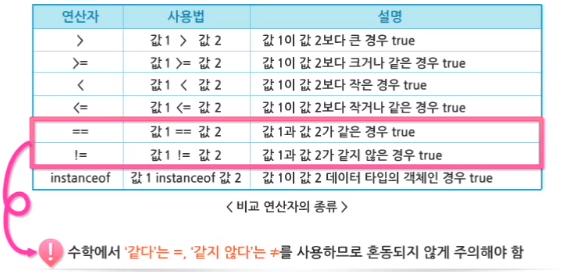 연산자 사용법 설명
> 값1 > 값 2 값 1이 값 2보다 큰 경우 true
>= 값1 >= 값 2 값 1이 값 2보다 크거나 같은 경우 true
< 값1 < 값 2 값 1이 값 2보다 작은 경우 true
<= 값1 <= 값 2 값 1이 값 2보다 작거나 같은 경우 true
== 값1 == 값 2 값 1과 값 2가 같은 경우 true
!= 값1 != 값 2 값 1과 값 2가 같지 않은 경우 true
instanceof 값 1 instanceof 값 2 값 1이 값 2 데이터 타입의 객체인 경우 true
< 비교 연산자의 종류 >
! 수학에서 '같다'는 =, '같지 않다'는 ≠를 사용하므로 혼동되지 않게 주의해야 함